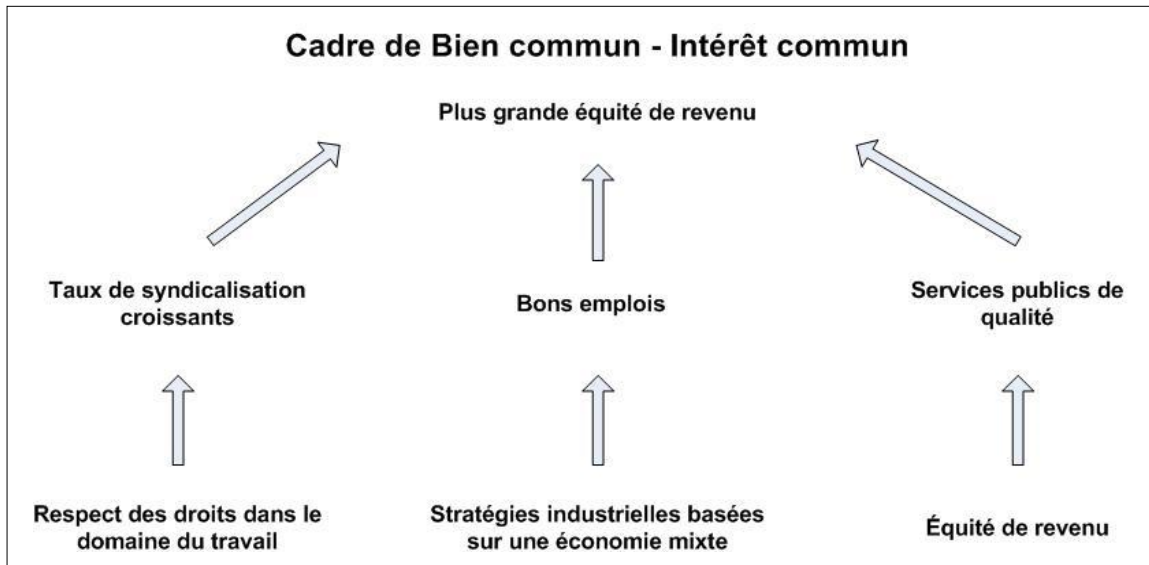 Cadre de Bien commun - Intérêt commun
Plus grande équité de revenu
Taux de syndicalisation
croissants
Bons emplois
Services publics de
qualité
Respect des droits dans le
domaine du travail
Stratégies industrielles basées
sur une économie mixte
Équité de revenu